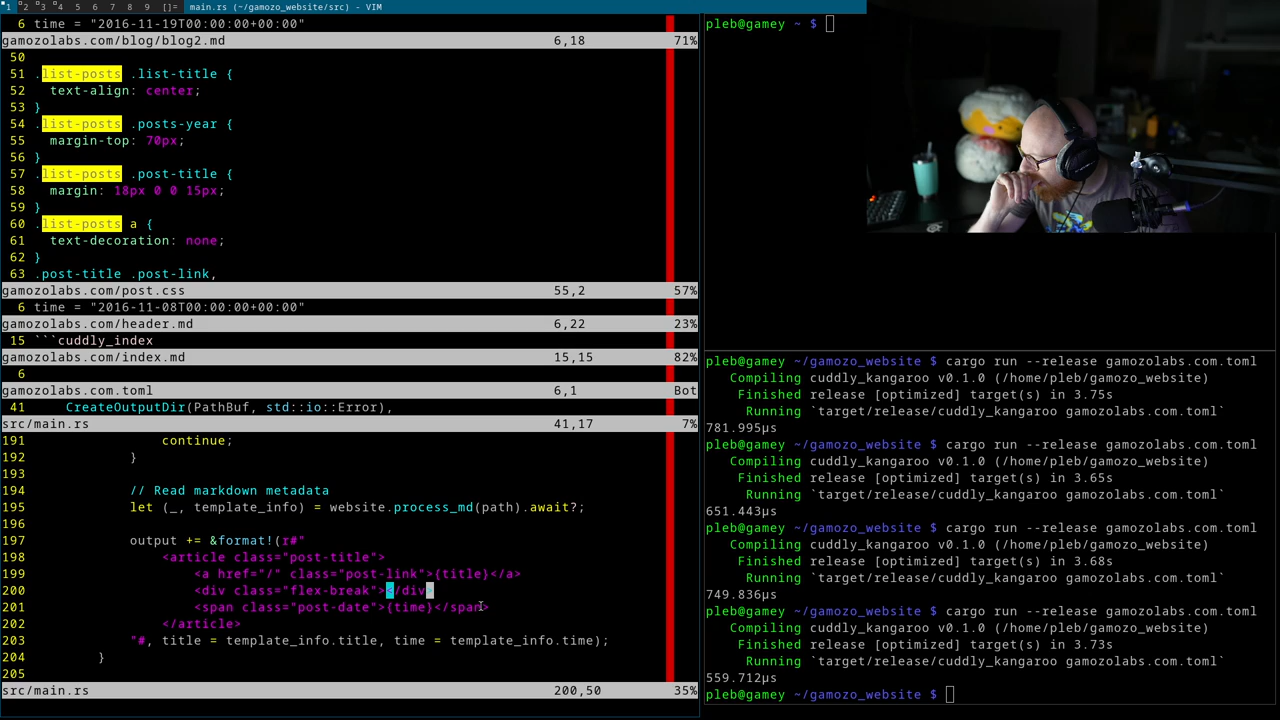 1 2 3 4 5 6 7 8 9 []= main.rs (~/gamozo_website/src) - VIM
6 time = "2016-11-19T00:00:00+00:00"
gamozolabs.com/blog/blog2.md 6,18 71%
50
51 .list-posts .list-title {
52   text-align: center;
53 }
54 .list-posts .posts-year {
55   margin-top: 70px;
56 }
57 .list-posts .post-title {
58   margin: 18px 0 0 15px;
59 }
60 .list-posts a {
61   text-decoration: none;
62 }
63 .post-title .post-link,
gamozolabs.com/post.css 55,2 57%
6 time = "2016-11-08T00:00:00+00:00"
gamozolabs.com/header.md 6,22 23%
15 ```cuddly_index
gamozolabs.com/index.md 15,15 82%
6
gamozolabs.com.toml 6,1 Bot
41     CreateOutputDir(PathBuf, std::io::Error),
src/main.rs 41,17 7%
191                 continue;
192             }
193
194             // Read markdown metadata
195             let (_, template_info) = website.process_md(path).await?;
196
197             output += &format!(r#"
198                 <article class="post-title">
199                     <a href="/" class="post-link">{title}</a>
200                     <div class="flex-break"></div>
201                     <span class="post-date">{time}</span>
202                 </article>
203             "#, title = template_info.title, time = template_info.time);
204         }
205
src/main.rs 200,50 35%
pleb@gamey ~ $
pleb@gamey ~/gamozo_website $ cargo run --release gamozolabs.com.toml
Compiling cuddly_kangaroo v0.1.0 (/home/pleb/gamozo_website)
Finished release [optimized] target(s) in 3.75s
Running `target/release/cuddly_kangaroo gamozolabs.com.toml`
781.995µs
pleb@gamey ~/gamozo_website $ cargo run --release gamozolabs.com.toml
Compiling cuddly_kangaroo v0.1.0 (/home/pleb/gamozo_website)
Finished release [optimized] target(s) in 3.65s
Running `target/release/cuddly_kangaroo gamozolabs.com.toml`
651.443µs
pleb@gamey ~/gamozo_website $ cargo run --release gamozolabs.com.toml
Compiling cuddly_kangaroo v0.1.0 (/home/pleb/gamozo_website)
Finished release [optimized] target(s) in 3.68s
Running `target/release/cuddly_kangaroo gamozolabs.com.toml`
749.836µs
pleb@gamey ~/gamozo_website $ cargo run --release gamozolabs.com.toml
Compiling cuddly_kangaroo v0.1.0 (/home/pleb/gamozo_website)
Finished release [optimized] target(s) in 3.73s
Running `target/release/cuddly_kangaroo gamozolabs.com.toml`
559.712µs
pleb@gamey ~/gamozo_website $